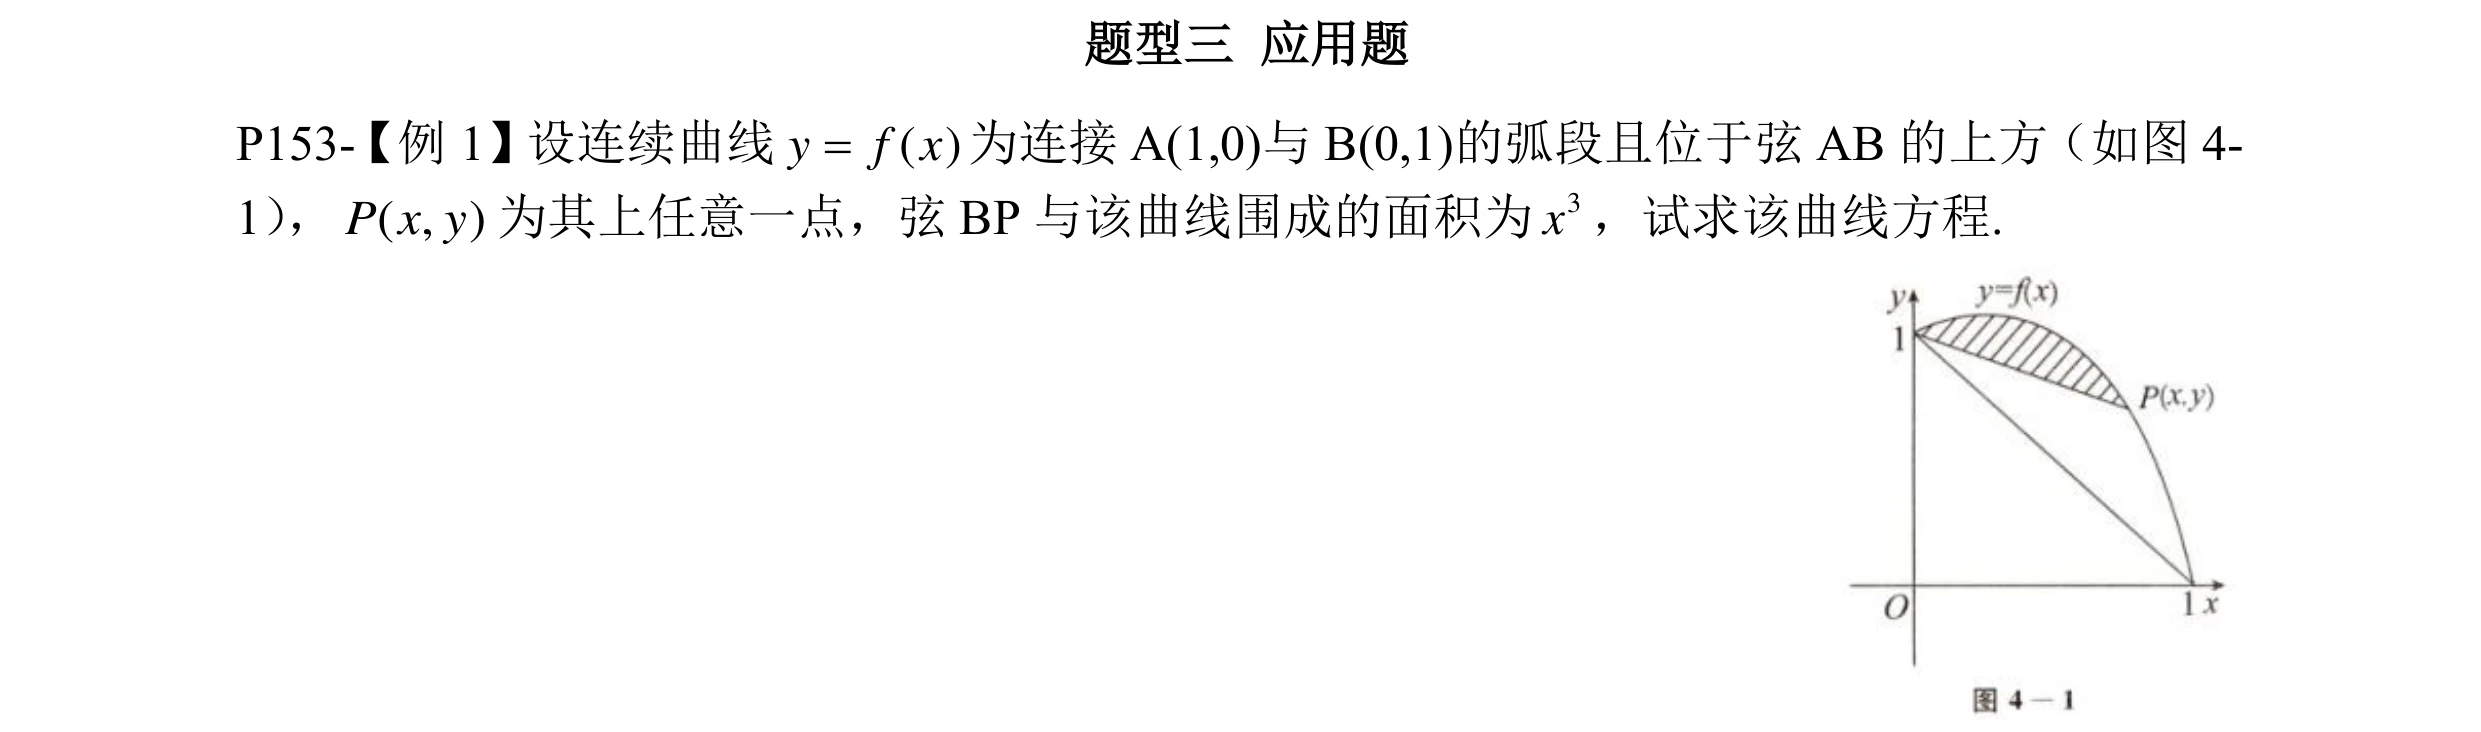 题型三 应用题
P153-【例 1】设连续曲线 y = f(x) 为连接 A(1,0)与 B(0,1)的弧段且位于弦 AB 的上方（如图 4-
1）， P(x, y) 为其上任意一点，弦 BP 与该曲线围成的面积为 x³，试求该曲线方程.
y
y=f(x)
1
P(x.y)
O
1 x
图 4 — 1